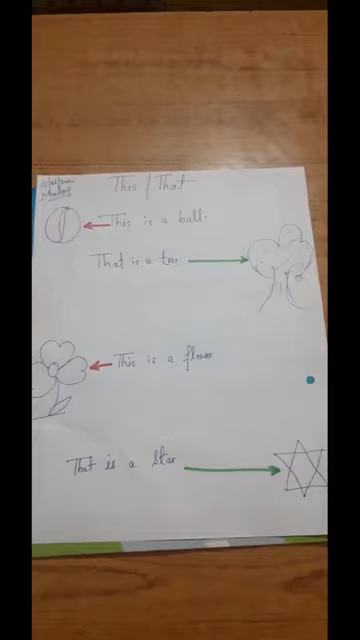 This / That
This is a ball.
That is a tree.
This is a flower
That is a star